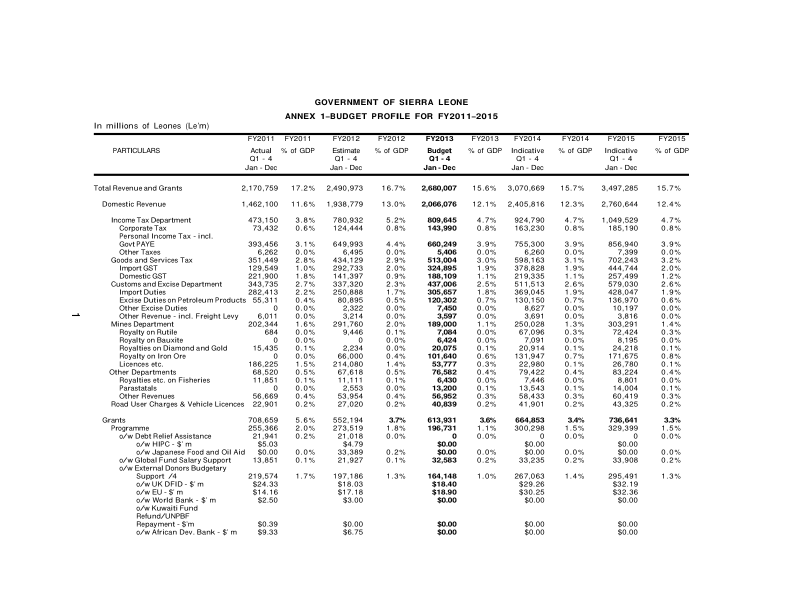 GOVERNMENT OF SIERRA LEONE
ANNEX 1–BUDGET PROFILE FOR FY2011–2015
In millions of Leones (Le'm)
FY2011 FY2011 FY2012 FY2012 FY2013 FY2013 FY2014 FY2014 FY2015 FY2015
PARTICULARS Actual % of GDP Estimate % of GDP Budget % of GDP Indicative % of GDP Indicative % of GDP
Q1 - 4 Q1 - 4 Q1 - 4 Q1 - 4 Q1 - 4
Jan - Dec Jan - Dec Jan - Dec Jan - Dec Jan - Dec
Total Revenue and Grants 2,170,759 17.2% 2,490,973 16.7% 2,680,007 15.6% 3,070,669 15.7% 3,497,285 15.7%
Domestic Revenue 1,462,100 11.6% 1,938,779 13.0% 2,066,076 12.1% 2,405,816 12.3% 2,760,644 12.4%
Income Tax Department 473,150 3.8% 780,932 5.2% 809,645 4.7% 924,790 4.7% 1,049,529 4.7%
Corporate Tax 73,432 0.6% 124,444 0.8% 143,990 0.8% 163,230 0.8% 185,190 0.8%
Personal Income Tax - incl.
Govt PAYE 393,456 3.1% 649,993 4.4% 660,249 3.9% 755,300 3.9% 856,940 3.9%
Other Taxes 6,262 0.0% 6,495 0.0% 5,406 0.0% 6,260 0.0% 7,399 0.0%
Goods and Services Tax 351,449 2.8% 434,129 2.9% 513,004 3.0% 598,163 3.1% 702,243 3.2%
Import GST 129,549 1.0% 292,733 2.0% 324,895 1.9% 378,828 1.9% 444,744 2.0%
Domestic GST 221,900 1.8% 141,397 0.9% 188,109 1.1% 219,335 1.1% 257,499 1.2%
Customs and Excise Department 343,735 2.7% 337,320 2.3% 437,006 2.5% 511,513 2.6% 579,030 2.6%
Import Duties 282,413 2.2% 250,888 1.7% 305,657 1.8% 369,045 1.9% 428,047 1.9%
Excise Duties on Petroleum Products 55,311 0.4% 80,895 0.5% 120,302 0.7% 130,150 0.7% 136,970 0.6%
Other Excise Duties 0 0.0% 2,322 0.0% 7,450 0.0% 8,627 0.0% 10,197 0.0%
Other Revenue - incl. Freight Levy 6,011 0.0% 3,214 0.0% 3,597 0.0% 3,691 0.0% 3,816 0.0%
Mines Department 202,344 1.6% 291,760 2.0% 189,000 1.1% 250,028 1.3% 303,291 1.4%
Royalty on Rutile 684 0.0% 9,446 0.1% 7,084 0.0% 67,096 0.3% 72,424 0.3%
Royalty on Bauxite 0 0.0% 0 0.0% 6,424 0.0% 7,091 0.0% 8,195 0.0%
Royalties on Diamond and Gold 15,435 0.1% 2,234 0.0% 20,075 0.1% 20,914 0.1% 24,218 0.1%
Royalty on Iron Ore 0 0.0% 66,000 0.4% 101,640 0.6% 131,947 0.7% 171,675 0.8%
Licences etc. 186,225 1.5% 214,080 1.4% 53,777 0.3% 22,980 0.1% 26,780 0.1%
Other Departments 68,520 0.5% 67,618 0.5% 76,582 0.4% 79,422 0.4% 83,224 0.4%
Royalties etc. on Fisheries 11,851 0.1% 11,111 0.1% 6,430 0.0% 7,446 0.0% 8,801 0.0%
Parastatals 0 0.0% 2,553 0.0% 13,200 0.1% 13,543 0.1% 14,004 0.1%
Other Revenues 56,669 0.4% 53,954 0.4% 56,952 0.3% 58,433 0.3% 60,419 0.3%
Road User Charges & Vehicle Licences 22,901 0.2% 27,020 0.2% 40,839 0.2% 41,901 0.2% 43,325 0.2%
Grants 708,659 5.6% 552,194 3.7% 613,931 3.6% 664,853 3.4% 736,641 3.3%
Programme 255,366 2.0% 273,519 1.8% 196,731 1.1% 300,298 1.5% 329,399 1.5%
o/w Debt Relief Assistance 21,941 0.2% 21,018 0.0% 0 0.0% 0 0.0% 0 0.0%
o/w HIPC - $' m $5.03 $4.79 $0.00 $0.00 $0.00
o/w Japanese Food and Oil Aid $0.00 0.0% 33,389 0.2% $0.00 0.0% $0.00 0.0% $0.00 0.0%
o/w Global Fund Salary Support 13,851 0.1% 21,927 0.1% 32,583 0.2% 33,235 0.2% 33,908 0.2%
o/w External Donors Budgetary
Support /4 219,574 1.7% 197,186 1.3% 164,148 1.0% 267,063 1.4% 295,491 1.3%
o/w UK DFID - $' m $24.33 $18.03 $18.40 $29.26 $32.19
o/w EU - $' m $14.16 $17.18 $18.90 $30.25 $32.36
o/w World Bank - $' m $2.50 $3.00 $0.00 $0.00 $0.00
o/w Kuwaiti Fund
Refund/UNPBF
Repayment - $'m $0.39 $0.00 $0.00 $0.00 $0.00
o/w African Dev. Bank - $' m $9.33 $6.75 $0.00 $0.00 $0.00
1